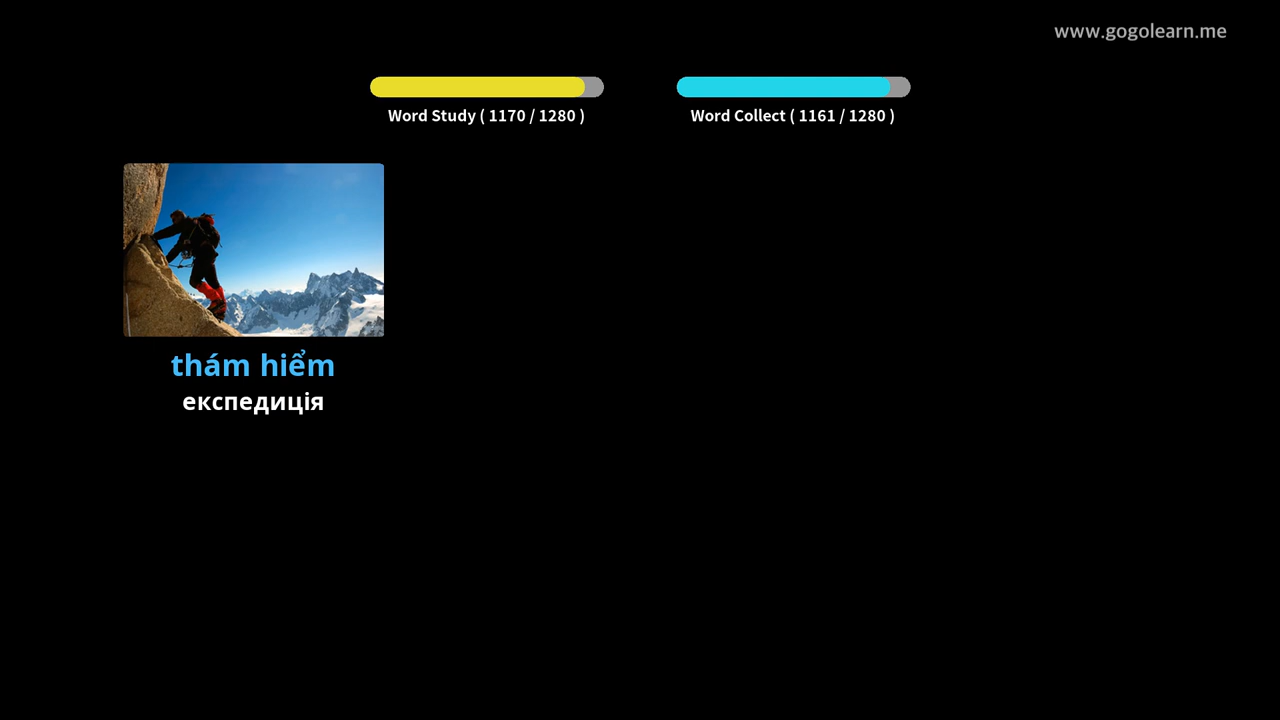 www.gogolearn.me
Word Study ( 1170 / 1280 )
Word Collect ( 1161 / 1280 )
thám hiểm
експедиція